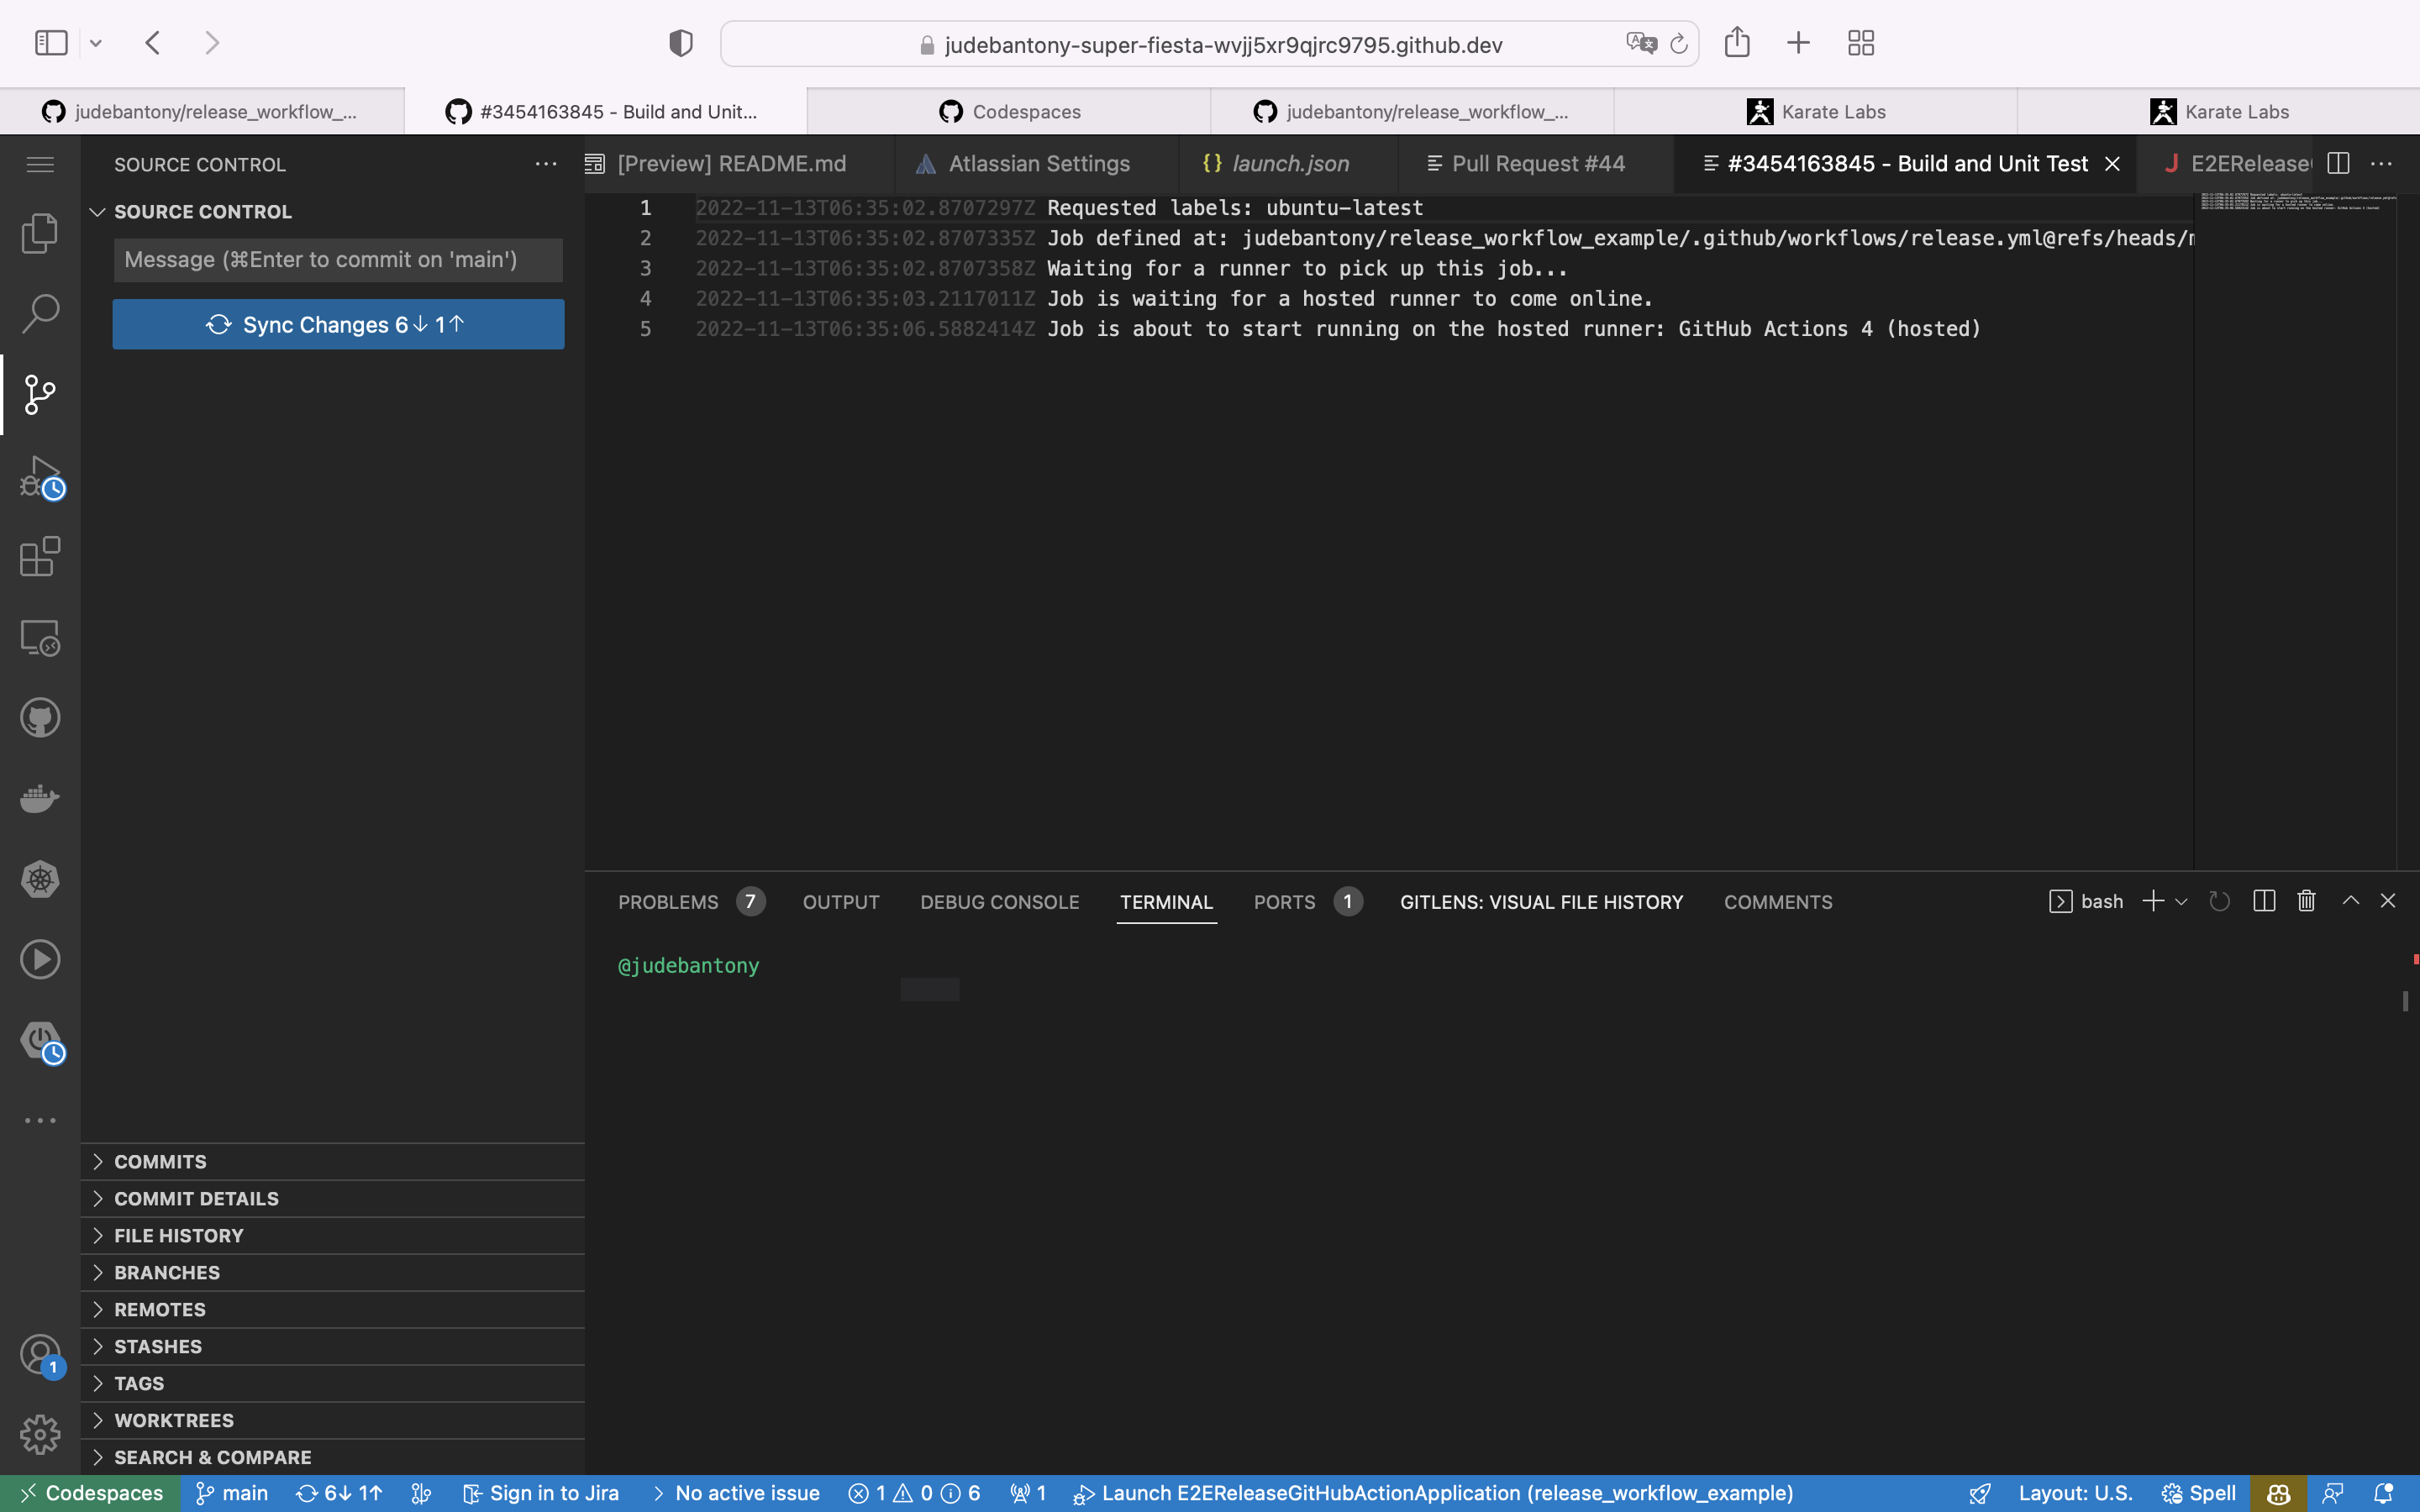 judebantony-super-fiesta-wvjj5xr9qjrc9795.github.dev
judebantony/release_workflow_...
#3454163845 - Build and Unit...
Codespaces
judebantony/release_workflow_...
Karate Labs
Karate Labs
SOURCE CONTROL
SOURCE CONTROL
Message (⌘Enter to commit on 'main')
Sync Changes 6↓ 1↑
[Preview] README.md
Atlassian Settings
{} launch.json
Pull Request #44
#3454163845 - Build and Unit Test
J E2ERelease
1 2022-11-13T06:35:02.8707297Z Requested labels: ubuntu-latest
2 2022-11-13T06:35:02.8707335Z Job defined at: judebantony/release_workflow_example/.github/workflows/release.yml@refs/heads/
3 2022-11-13T06:35:02.8707358Z Waiting for a runner to pick up this job...
4 2022-11-13T06:35:03.2117011Z Job is waiting for a hosted runner to come online.
5 2022-11-13T06:35:06.5882414Z Job is about to start running on the hosted runner: GitHub Actions 4 (hosted)
PROBLEMS 7 OUTPUT DEBUG CONSOLE TERMINAL PORTS 1 GITLENS: VISUAL FILE HISTORY COMMENTS
bash
@judebantony
COMMITS
COMMIT DETAILS
FILE HISTORY
BRANCHES
REMOTES
STASHES
TAGS
WORKTREES
SEARCH & COMPARE
1
Codespaces main 6↓ 1↑ Sign in to Jira No active issue 1 0 6 1 Launch E2EReleaseGitHubActionApplication (release_workflow_example) Layout: U.S. Spell